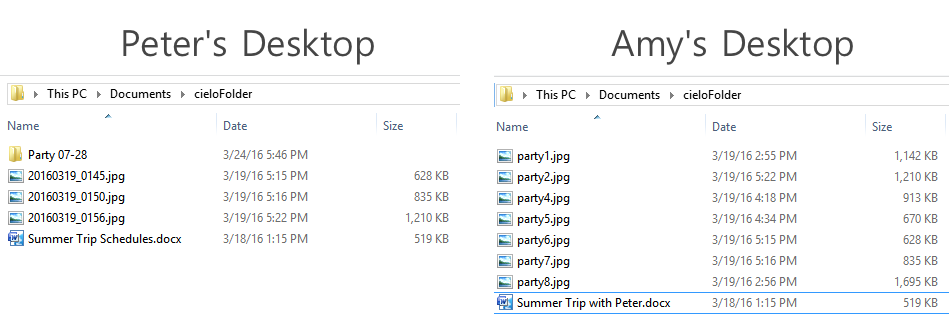 Peter's Desktop
This PC Documents cieloFolder
Name Date Size
Party 07-28 3/24/16 5:46 PM
20160319_0145.jpg 3/19/16 5:15 PM 628 KB
20160319_0150.jpg 3/19/16 5:16 PM 835 KB
20160319_0156.jpg 3/19/16 5:22 PM 1,210 KB
Summer Trip Schedules.docx 3/18/16 1:15 PM 519 KB
Amy's Desktop
This PC Documents cieloFolder
Name Date Size
party1.jpg 3/19/16 2:55 PM 1,142 KB
party2.jpg 3/19/16 5:22 PM 1,210 KB
party4.jpg 3/19/16 4:18 PM 913 KB
party5.jpg 3/19/16 4:34 PM 670 KB
party6.jpg 3/19/16 5:15 PM 628 KB
party7.jpg 3/19/16 5:16 PM 835 KB
party8.jpg 3/19/16 2:56 PM 1,695 KB
Summer Trip with Peter.docx 3/18/16 1:15 PM 519 KB